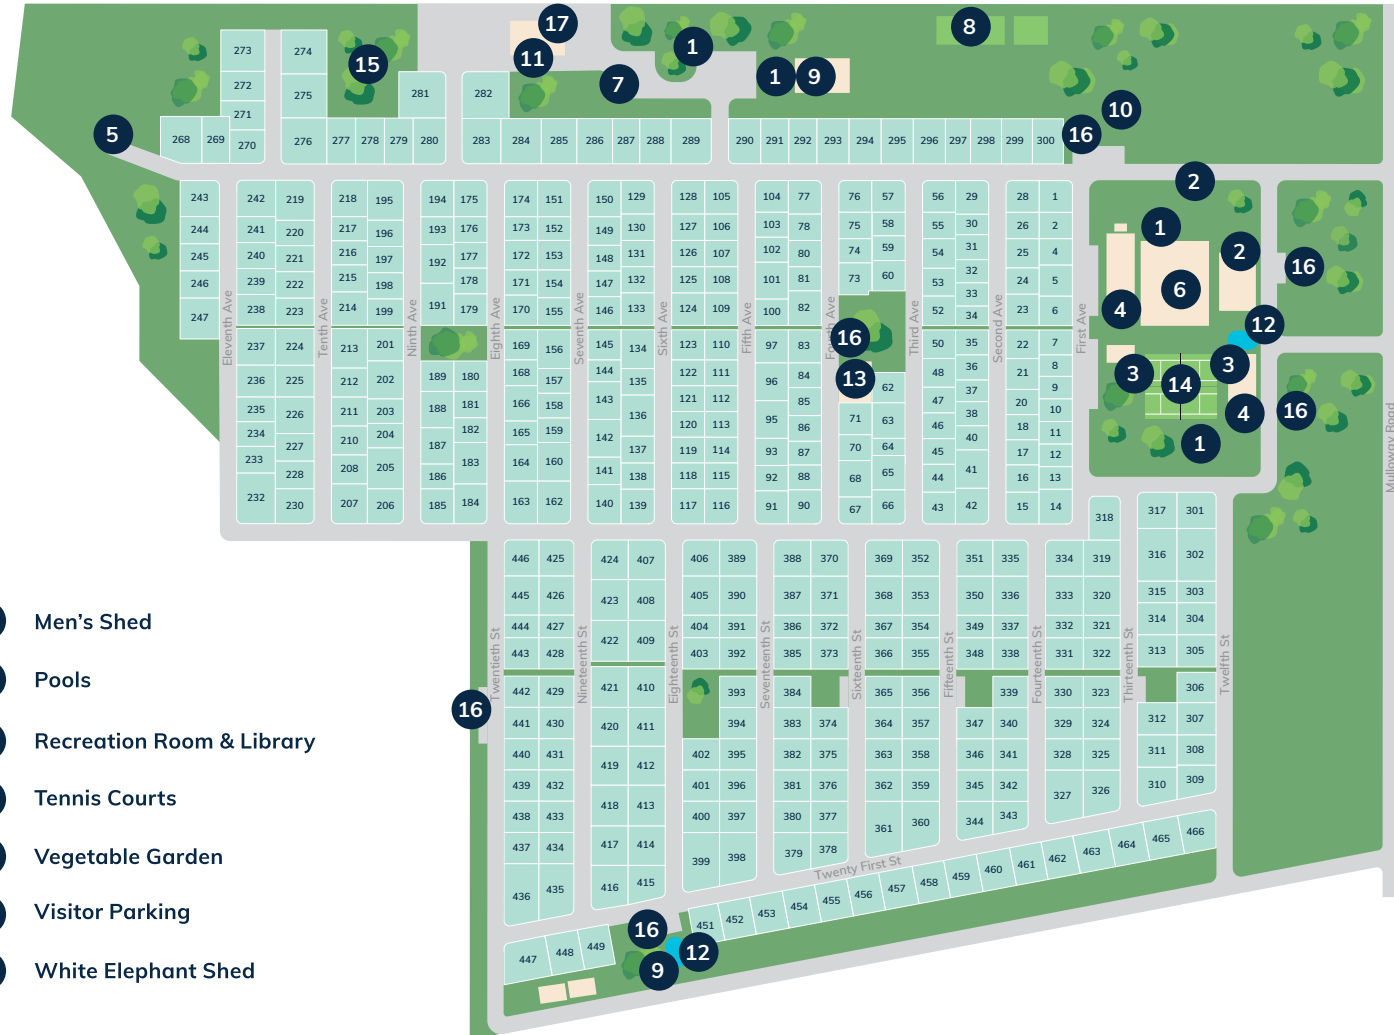 17
273 274 15 11 1 8
272 275 281 282 7 1 9
271 10
5 268 269 270 276 277 278 279 280 283 284 285 286 287 288 289 290 291 292 293 294 295 296 297 298 299 300 16
2
243 242 219 218 195 194 175 174 151 150 129 128 105 104 77 76 57 56 29 28 1
244 241 220 217 196 193 176 173 152 149 130 127 106 103 78 75 58 55 30 26 2 1
245 240 221 216 197 192 177 172 153 148 131 126 107 102 80 74 59 54 31 25 4 2
246 239 222 215 198 178 171 154 147 132 125 108 101 81 73 60 53 32 24 5 6 16
247 238 223 214 199 191 179 170 155 146 133 124 109 100 82 52 33 34 23 6 4 12
Eleventh Ave
Tenth Ave
Ninth Ave
Eighth Ave
Seventh Ave
Sixth Ave
Fifth Ave
Fourth Ave
Third Ave
Second Ave
First Ave
Mulloway Road
237 224 213 201 169 156 145 134 123 110 97 83 16 50 35 22 7
236 225 212 202 189 180 168 157 144 135 122 111 96 84 13 62 48 36 21 8 3 3
235 226 211 203 188 181 166 158 143 136 121 112 85 47 37 20 9 14
234 227 210 204 187 182 165 159 142 137 120 113 95 86 71 63 46 38 18 10 4 16
233 228 208 205 186 183 164 160 141 138 119 114 93 87 70 64 45 40 17 11 12 1
232 118 115 92 88 68 65 44 41 16 13
230 207 206 185 184 163 162 140 139 117 116 91 90 67 66 43 42 15 14
318 317 301
446 425 424 407 406 389 388 370 369 352 351 335 334 319 316 302
445 426 423 408 405 390 387 371 368 353 350 336 333 320 315 303
444 427 422 409 404 391 386 372 367 354 349 337 332 321 314 304
443 428 403 392 385 373 366 355 348 338 331 322 313 305
Twentieth St
Nineteenth St
Eighteenth St
Seventeenth St
Sixteenth St
Fifteenth St
Fourteenth St
Thirteenth St
Twelfth St
16 442 429 421 410 393 384 365 356 339 330 323 306
441 430 420 411 394 383 374 364 357 347 340 329 324 312 307
440 431 419 412 402 395 382 375 363 358 346 341 328 325 311 308
439 432 418 413 401 396 381 376 362 359 345 342 327 326 310 309
438 433 400 397 380 377 361 360 344 343
437 434 417 414 399 398 379 378
436 435 416 415
Twenty First St
447 448 449 16 9 12 451 452 453 454 455 456 457 458 459 460 461 462 463 464 465 466
Men's Shed
Pools
Recreation Room & Library
Tennis Courts
Vegetable Garden
Visitor Parking
White Elephant Shed